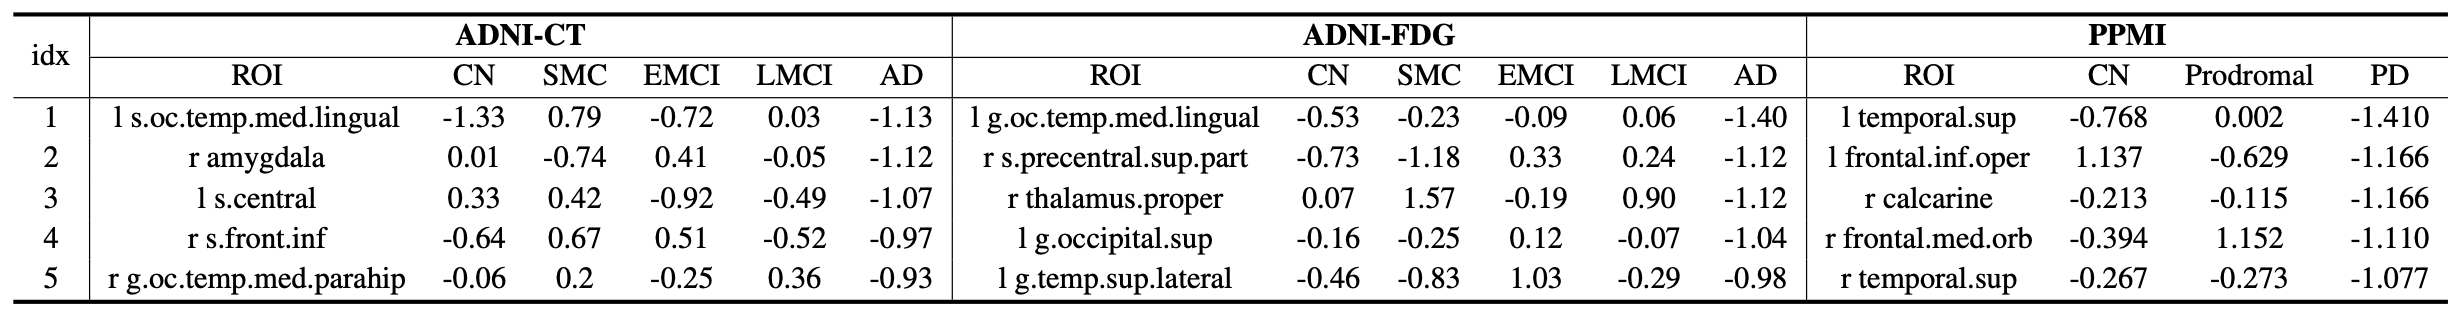 idx ADNI-CT ADNI-FDG PPMI
ROI CN SMC EMCI LMCI AD ROI CN SMC EMCI LMCI AD ROI CN Prodromal PD
1 l s.oc.temp.med.lingual -1.33 0.79 -0.72 0.03 -1.13 l g.oc.temp.med.lingual -0.53 -0.23 -0.09 0.06 -1.40 l temporal.sup -0.768 0.002 -1.410
2 r amygdala 0.01 -0.74 0.41 -0.05 -1.12 r s.precentral.sup.part -0.73 -1.18 0.33 0.24 -1.12 l frontal.inf.oper 1.137 -0.629 -1.166
3 l s.central 0.33 0.42 -0.92 -0.49 -1.07 r thalamus.proper 0.07 1.57 -0.19 0.90 -1.12 r calcarine -0.213 -0.115 -1.166
4 r s.front.inf -0.64 0.67 0.51 -0.52 -0.97 l g.occipital.sup -0.16 -0.25 0.12 -0.07 -1.04 r frontal.med.orb -0.394 1.152 -1.110
5 r g.oc.temp.med.parahip -0.06 0.2 -0.25 0.36 -0.93 l g.temp.sup.lateral -0.46 -0.83 1.03 -0.29 -0.98 r temporal.sup -0.267 -0.273 -1.077